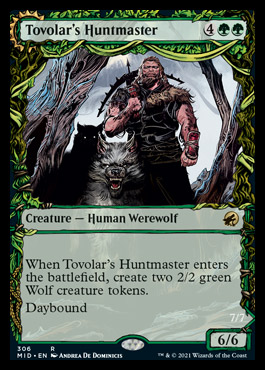 Tovolar's Huntmaster 4
Creature — Human Werewolf
When Tovolar's Huntmaster enters
the battlefield, create two 2/2 green
Wolf creature tokens.
Daybound
7/7
6/6
306 R
MID • EN Andrea De Dominicis
™ & © 2021 Wizards of the Coast